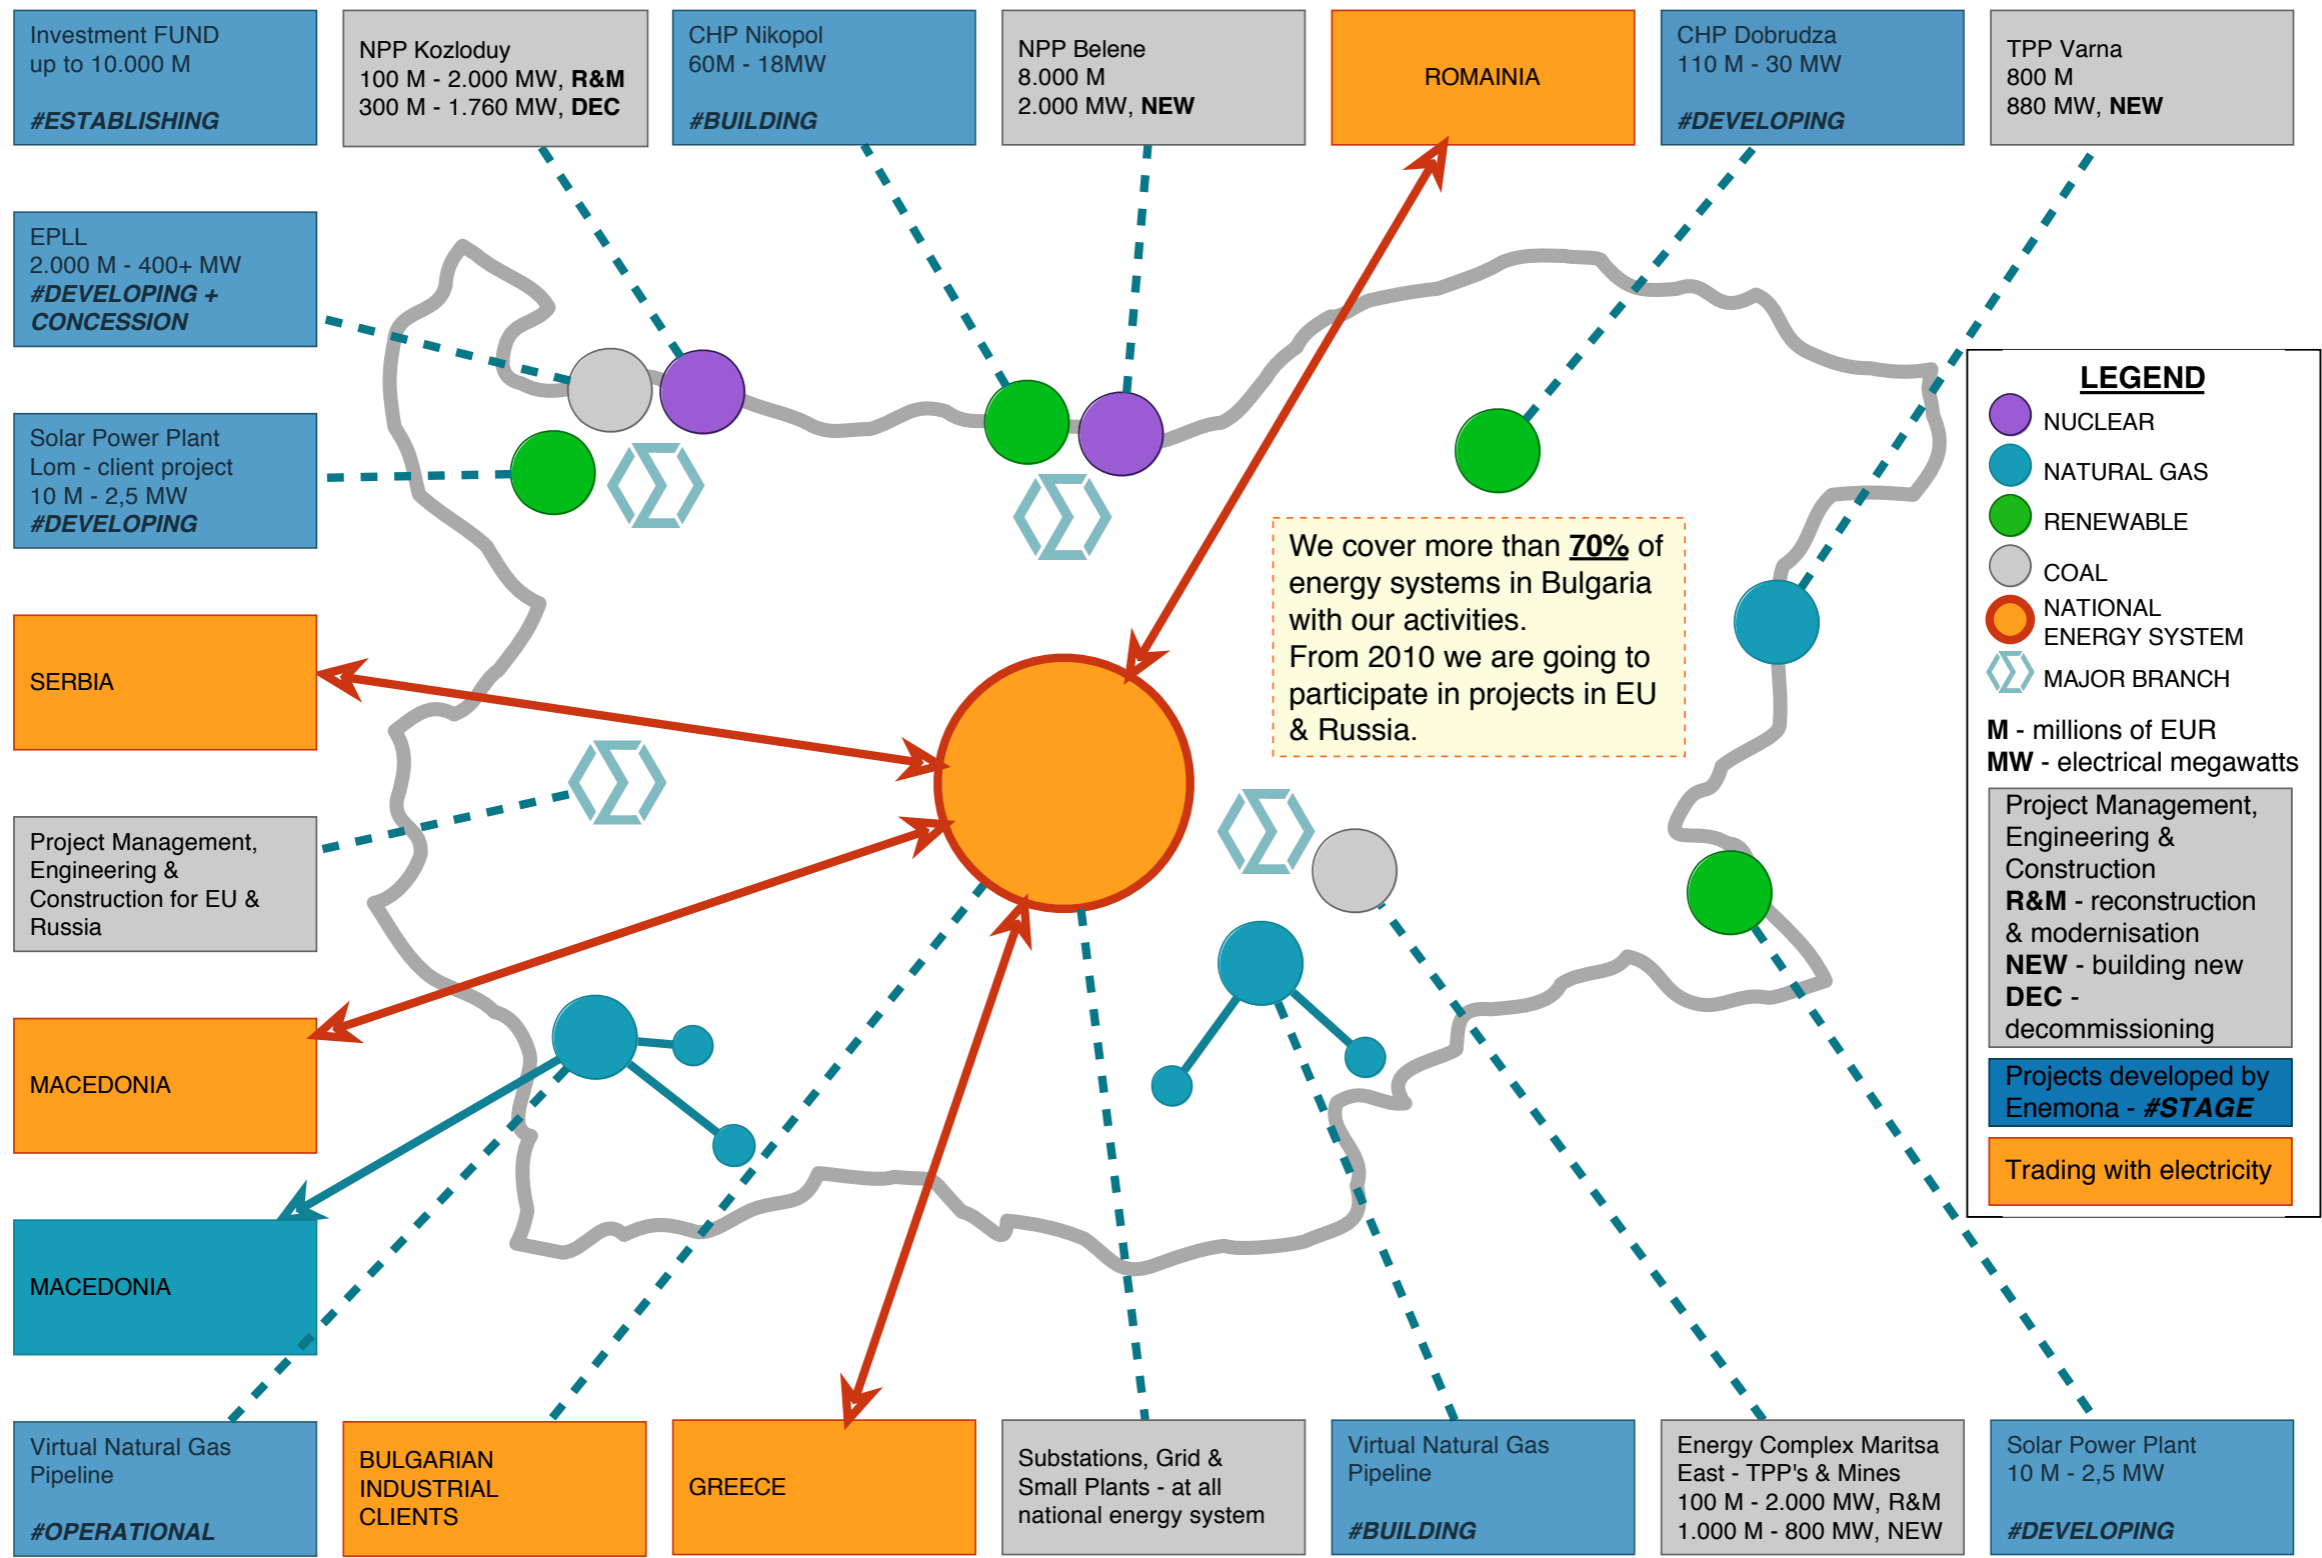 Investment FUND
up to 10.000 M
#ESTABLISHING
NPP Kozloduy
100 M - 2.000 MW, R&M
300 M - 1.760 MW, DEC
CHP Nikopol
60M - 18MW
#BUILDING
NPP Belene
8.000 M
2.000 MW, NEW
ROMAINIA
CHP Dobrudza
110 M - 30 MW
#DEVELOPING
TPP Varna
800 M
880 MW, NEW
EPLL
2.000 M - 400+ MW
#DEVELOPING +
CONCESSION
Solar Power Plant
Lom - client project
10 M - 2,5 MW
#DEVELOPING
SERBIA
Project Management,
Engineering &
Construction for EU &
Russia
MACEDONIA
MACEDONIA
We cover more than 70% of
energy systems in Bulgaria
with our activities.
From 2010 we are going to
participate in projects in EU
& Russia.
LEGEND
NUCLEAR
NATURAL GAS
RENEWABLE
COAL
NATIONAL
ENERGY SYSTEM
MAJOR BRANCH
M - millions of EUR
MW - electrical megawatts
Project Management,
Engineering &
Construction
R&M - reconstruction
& modernisation
NEW - building new
DEC -
decommissioning
Projects developed by
Enemona - #STAGE
Trading with electricity
Virtual Natural Gas
Pipeline
#OPERATIONAL
BULGARIAN
INDUSTRIAL
CLIENTS
GREECE
Substations, Grid &
Small Plants - at all
national energy system
Virtual Natural Gas
Pipeline
#BUILDING
Energy Complex Maritsa
East - TPP's & Mines
100 M - 2.000 MW, R&M
1.000 M - 800 MW, NEW
Solar Power Plant
10 M - 2,5 MW
#DEVELOPING